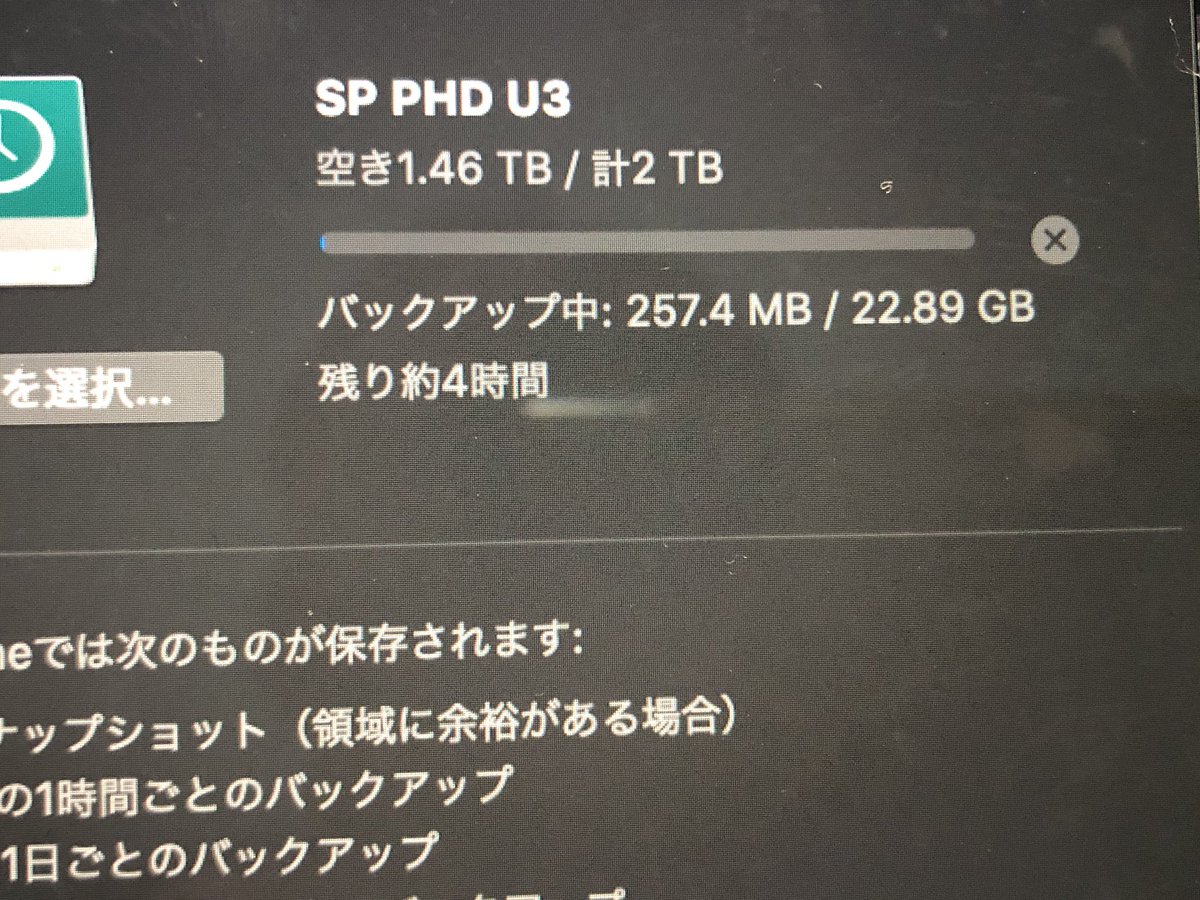 SP PHD U3
空き1.46 TB / 計2 TB
バックアップ中: 257.4 MB / 22.89 GB
を選択...
残り約4時間
neでは次のものが保存されます:
ナップショット（領域に余裕がある場合）
の1時間ごとのバックアップ
1日ごとのバックアップ